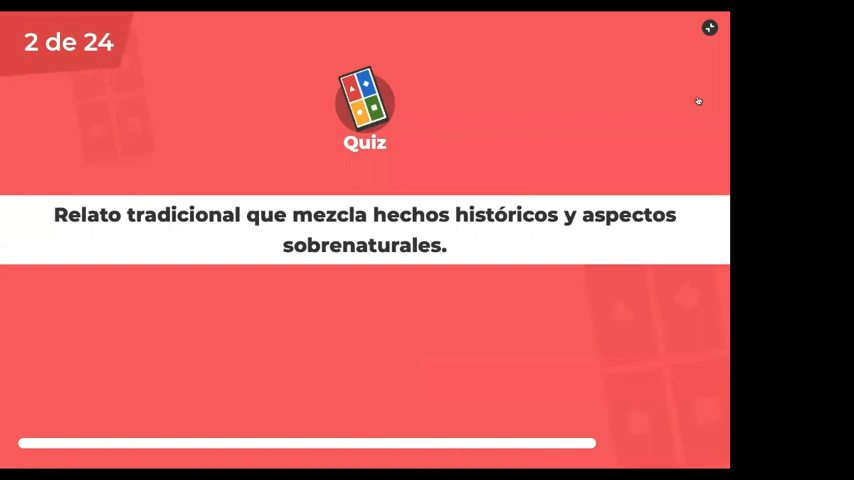 2 de 24
Quiz
Relato tradicional que mezcla hechos históricos y aspectos
sobrenaturales.